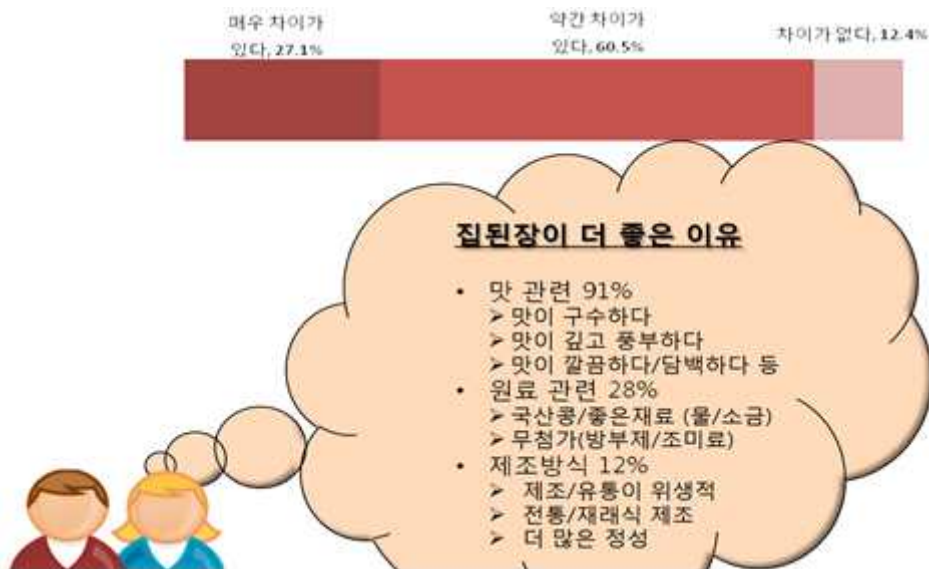 매우 차이가
있다, 27.1%
약간 차이가
있다, 60.5%
차이가 없다, 12.4%
집된장이 더 좋은 이유
• 맛 관련 91%
➤ 맛이 구수하다
➤ 맛이 깊고 풍부하다
➤ 맛이 깔끔하다/담백하다 등
• 원료 관련 28%
➤ 국산콩/좋은재료 (물/소금)
➤ 무첨가(방부제/조미료)
• 제조방식 12%
➤ 제조/유통이 위생적
➤ 전통/재래식 제조
➤ 더 많은 정성